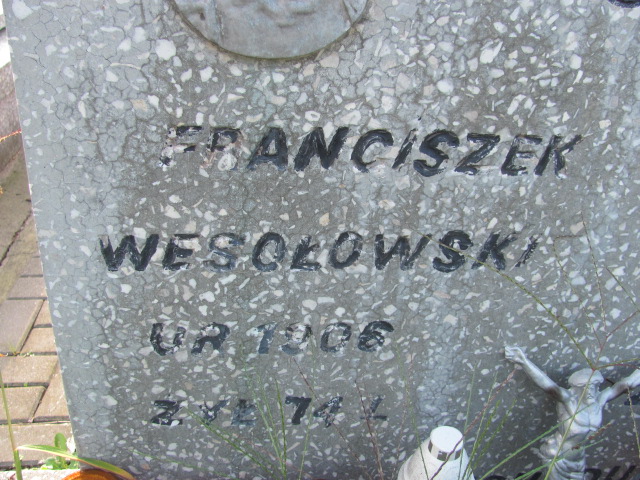 FRANCISZEK
WESOŁOWSKI
UR 1906
ŻYŁ 74 L